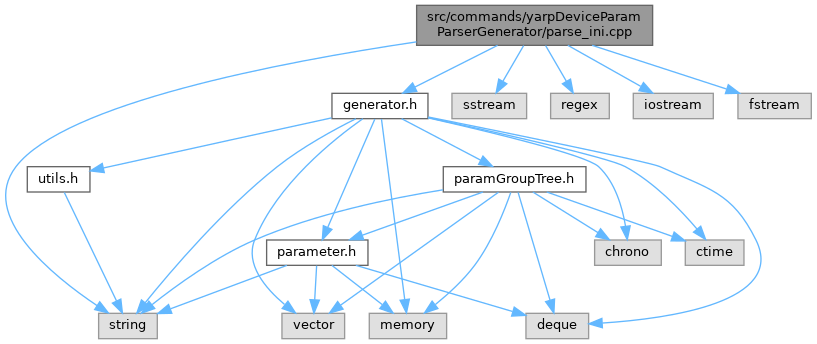 src/commands/yarpDeviceParam
ParserGenerator/parse_ini.cpp
generator.h
sstream
regex
iostream
fstream
utils.h
paramGroupTree.h
parameter.h
chrono
ctime
string
vector
memory
deque